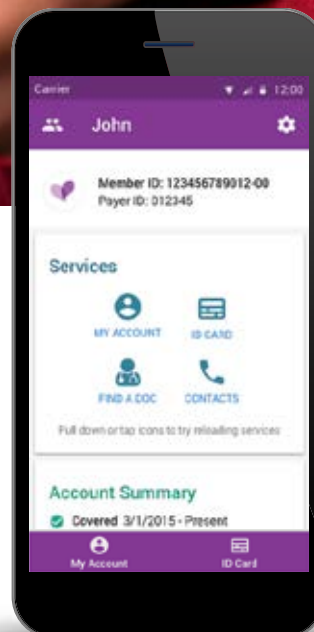 Carrier 12:00
John
Member ID: 123456789012-00
Payer ID: 012345
Services
MY ACCOUNT ID CARD
FIND A DOC CONTACTS
Pull down or tap icons to try reloading services
Account Summary
Covered 3/1/2015 - Present
My Account ID Card